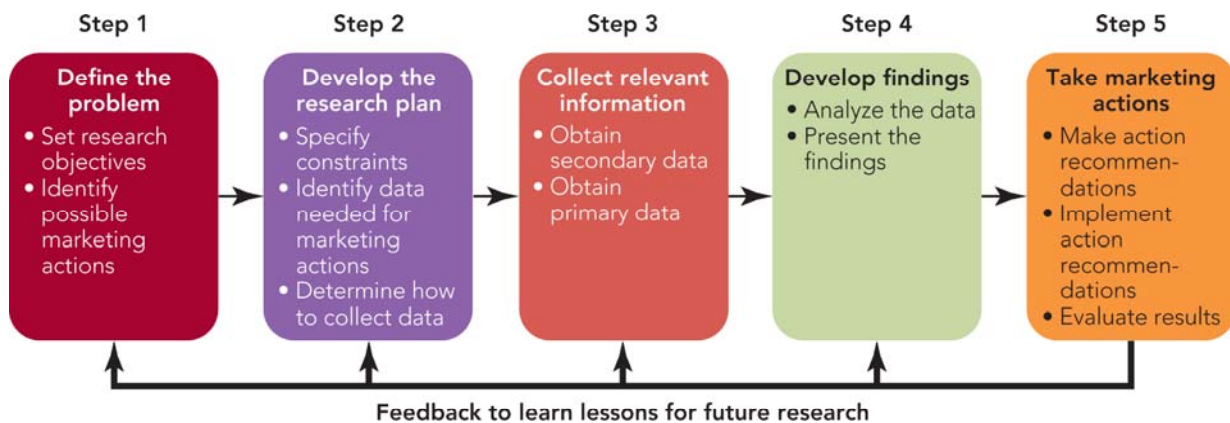 Step 1
Step 2
Step 3
Step 4
Step 5
Define the
problem
• Set research
objectives
• Identify
possible
marketing
actions
Develop the
research plan
• Specify
constraints
• Identify data
needed for
marketing
actions
• Determine how
to collect data
Collect relevant
information
• Obtain
secondary data
• Obtain
primary data
Develop findings
• Analyze the data
• Present the
findings
Take marketing
actions
• Make action
recommen-
dations
• Implement
action
recommen-
dations
• Evaluate results
Feedback to learn lessons for future research